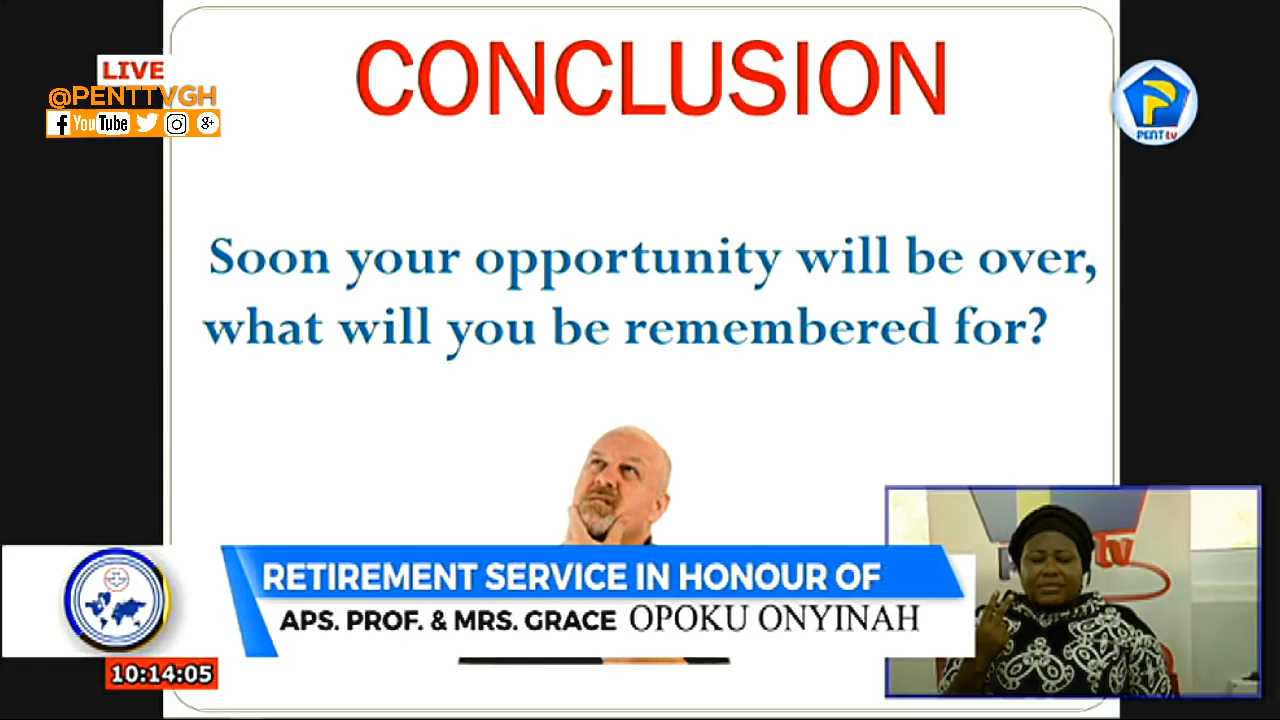 CONCLUSION
LIVE
@PENTTVGH
YouTube
PENT tv
Soon your opportunity will be over,
what will you be remembered for?
tv
RETIREMENT SERVICE IN HONOUR OF
APS. PROF. & MRS. GRACE OPOKU ONYINAH
10:14:05